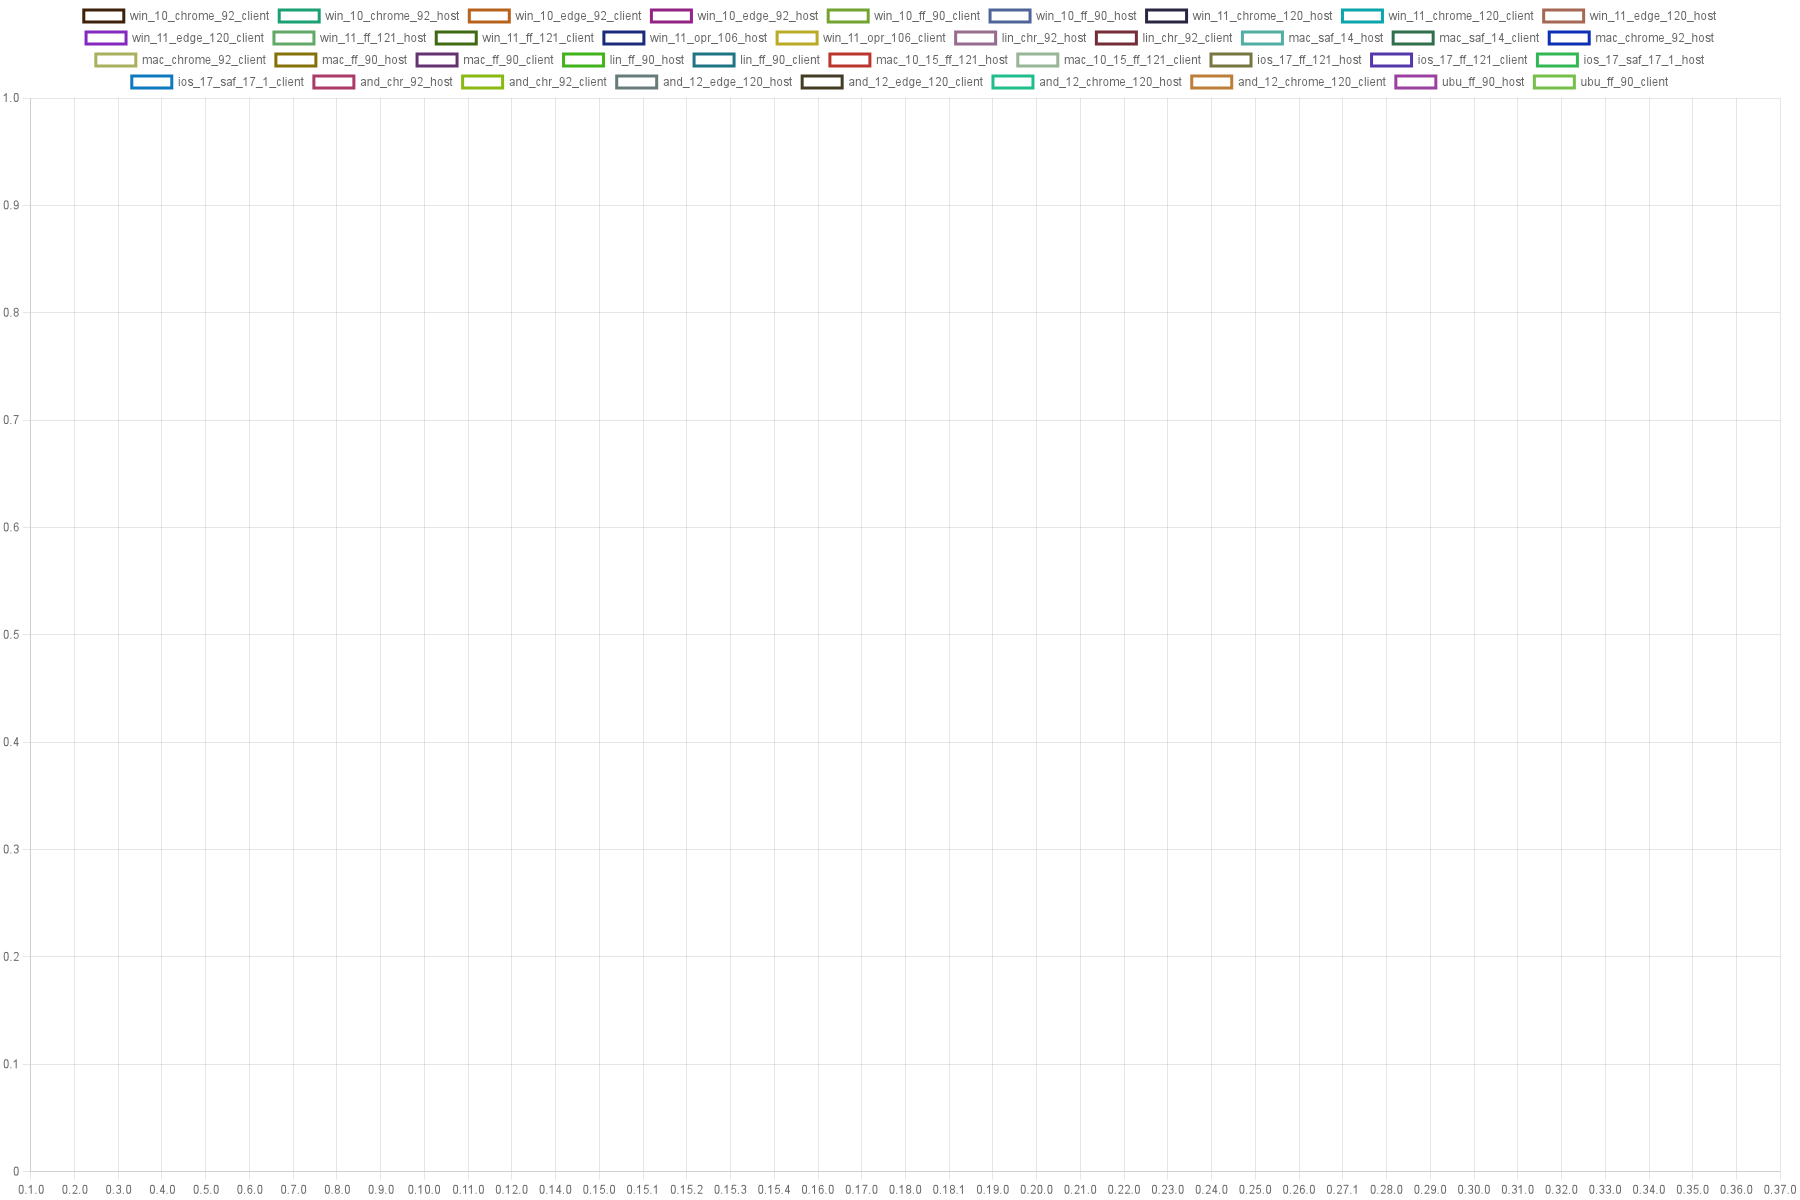 win_10_chrome_92_client win_10_chrome_92_host win_10_edge_92_client win_10_edge_92_host win_10_ff_90_client win_10_ff_90_host win_11_chrome_120_host win_11_chrome_120_client win_11_edge_120_host
win_11_edge_120_client win_11_ff_121_host win_11_ff_121_client win_11_opr_106_host win_11_opr_106_client lin_chr_92_host lin_chr_92_client mac_saf_14_host mac_saf_14_client mac_chrome_92_host
mac_chrome_92_client mac_ff_90_host mac_ff_90_client lin_ff_90_host lin_ff_90_client mac_10_15_ff_121_host mac_10_15_ff_121_client ios_17_ff_121_host ios_17_ff_121_client ios_17_saf_17_1_host
ios_17_saf_17_1_client and_chr_92_host and_chr_92_client and_12_edge_120_host and_12_edge_120_client and_12_chrome_120_host and_12_chrome_120_client ubu_ff_90_host ubu_ff_90_client
1.0
0.9
0.8
0.7
0.6
0.5
0.4
0.3
0.2
0.1
0
0.1.0 0.2.0 0.3.0 0.4.0 0.5.0 0.6.0 0.7.0 0.8.0 0.9.0 0.10.0 0.11.0 0.12.0 0.14.0 0.15.0 0.15.1 0.15.2 0.15.3 0.15.4 0.16.0 0.17.0 0.18.0 0.18.1 0.19.0 0.20.0 0.21.0 0.22.0 0.23.0 0.24.0 0.25.0 0.26.0 0.27.1 0.28.0 0.29.0 0.30.0 0.31.0 0.32.0 0.33.0 0.34.0 0.35.0 0.36.0 0.37.0